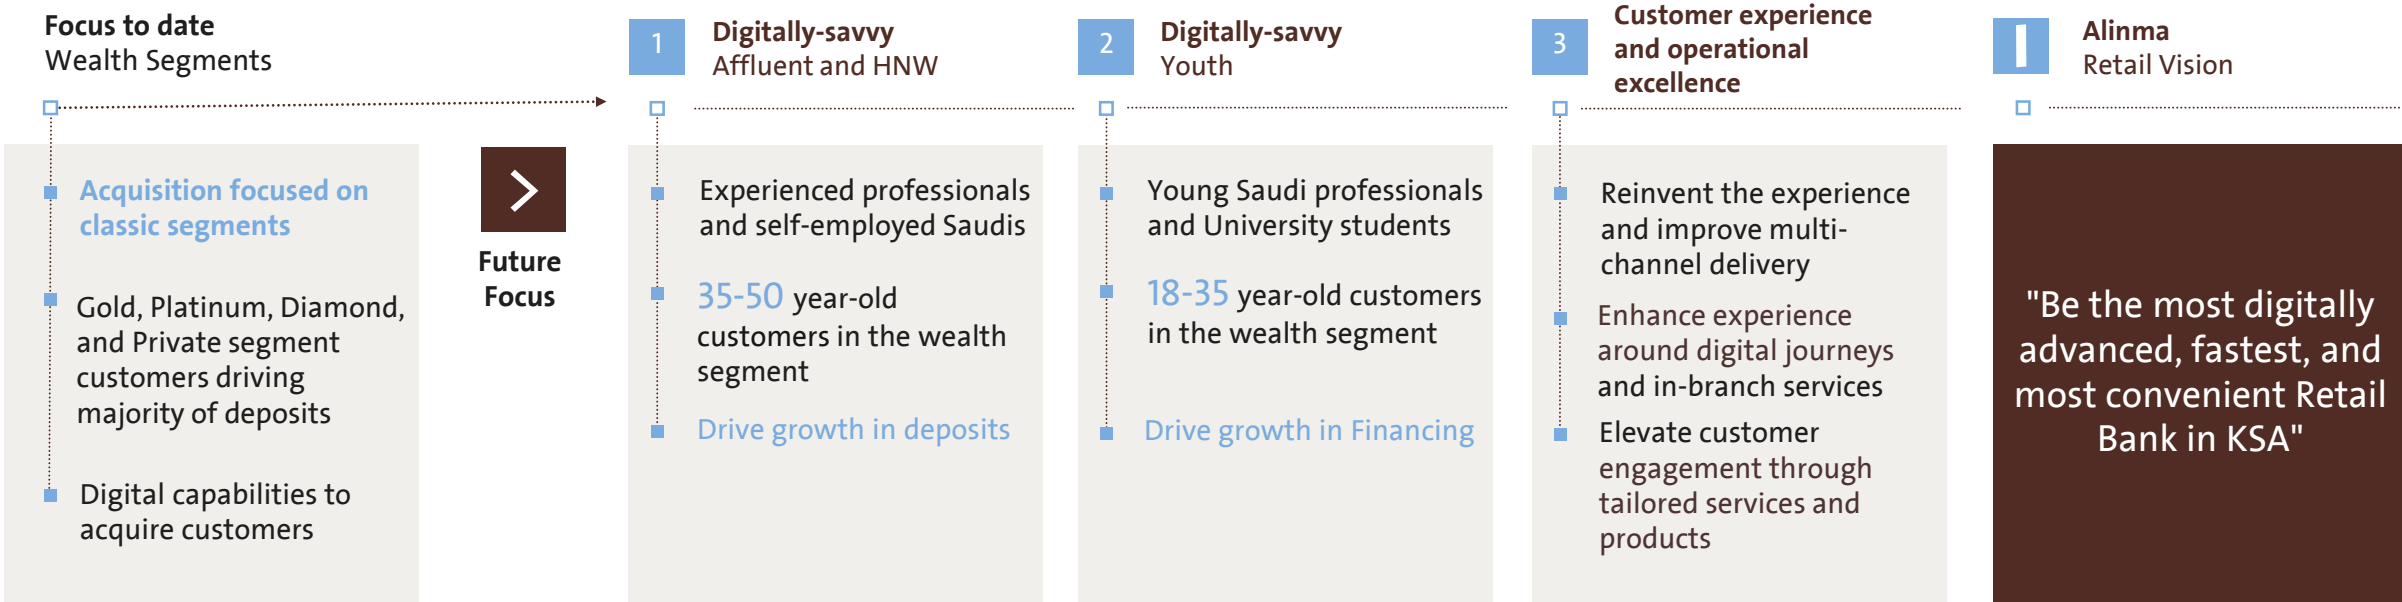 Focus to date
Wealth Segments
Acquisition focused on
classic segments
Gold, Platinum, Diamond,
and Private segment
customers driving
majority of deposits
Digital capabilities to
acquire customers
Future
Focus
1
Digitally-savvy
Affluent and HNW
Experienced professionals
and self-employed Saudis
35-50 year-old
customers in the wealth
segment
Drive growth in deposits
2
Digitally-savvy
Youth
Young Saudi professionals
and University students
18-35 year-old customers
in the wealth segment
Drive growth in Financing
3
Customer experience
and operational
excellence
Reinvent the experience
and improve multi-
channel delivery
Enhance experience
around digital journeys
and in-branch services
Elevate customer
engagement through
tailored services and
products
Alinma
Retail Vision
"Be the most digitally
advanced, fastest, and
most convenient Retail
Bank in KSA"